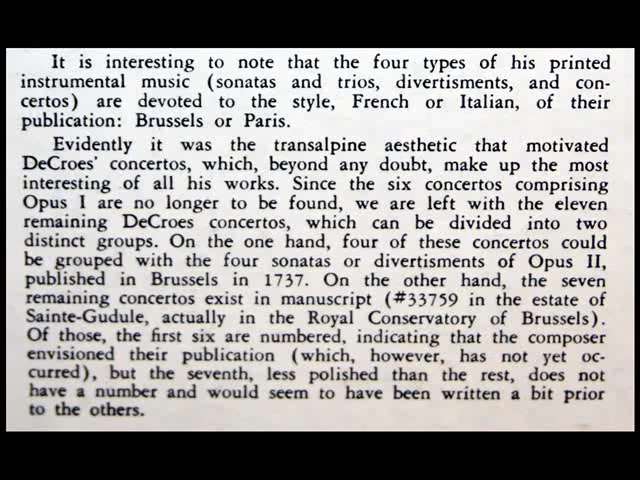 It is interesting to note that the four types of his printed
instrumental music (sonatas and trios, divertisments, and con-
certos) are devoted to the style, French or Italian, of their
publication: Brussels or Paris.
Evidently it was the transalpine aesthetic that motivated
DeCroes' concertos, which, beyond any doubt, make up the most
interesting of all his works. Since the six concertos comprising
Opus I are no longer to be found, we are left with the eleven
remaining DeCroes concertos, which can be divided into two
distinct groups. On the one hand, four of these concertos could
be grouped with the four sonatas or divertisments of Opus II,
published in Brussels in 1737. On the other hand, the seven
remaining concertos exist in manuscript (#33759 in the estate of
Sainte-Gudule, actually in the Royal Conservatory of Brussels).
Of those, the first six are numbered, indicating that the composer
envisioned their publication (which, however, has not yet oc-
curred), but the seventh, less polished than the rest, does not
have a number and would seem to have been written a bit prior
to the others.